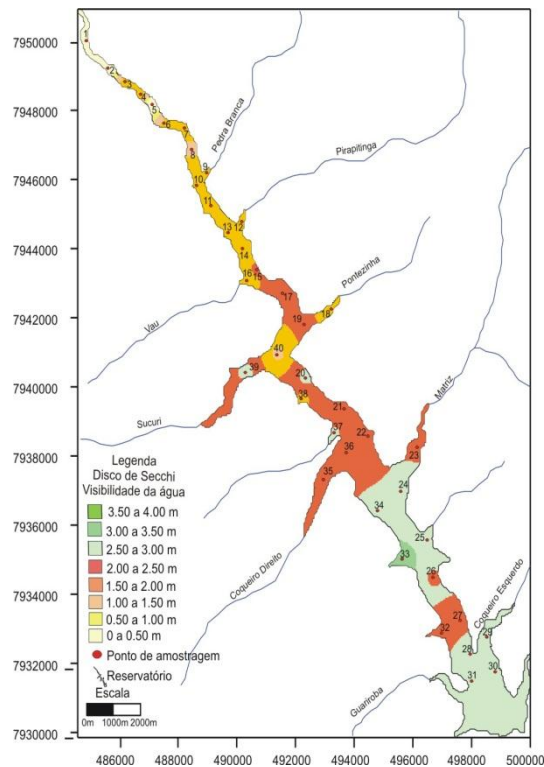 7950000
7948000
7946000
7944000
7942000
7940000
7938000
7936000
7934000
7932000
7930000
1
2
3
4
5
6
7
8
9
10
11
12
13
14
15
16
17
18
19
40
39
20
38
21
37
22
36
23
35
24
34
25
33
26
27
32
28
29
30
31
Pedra Branca
Pirapitinga
Pontezinha
Vau
Sucuri
Matriz
Coqueiro Direito
Coqueiro Esquerdo
Guariroba
Legenda
Disco de Secchi
Visibilidade da água
3.50 a 4.00 m
3.00 a 3.50 m
2.50 a 3.00 m
2.00 a 2.50 m
1.50 a 2.00 m
1.00 a 1.50 m
0.50 a 1.00 m
0 a 0.50 m
Ponto de amostragem
Reservatório
Escala
0m 1000m 2000m
486000 488000 490000 492000 494000 496000 498000 500000